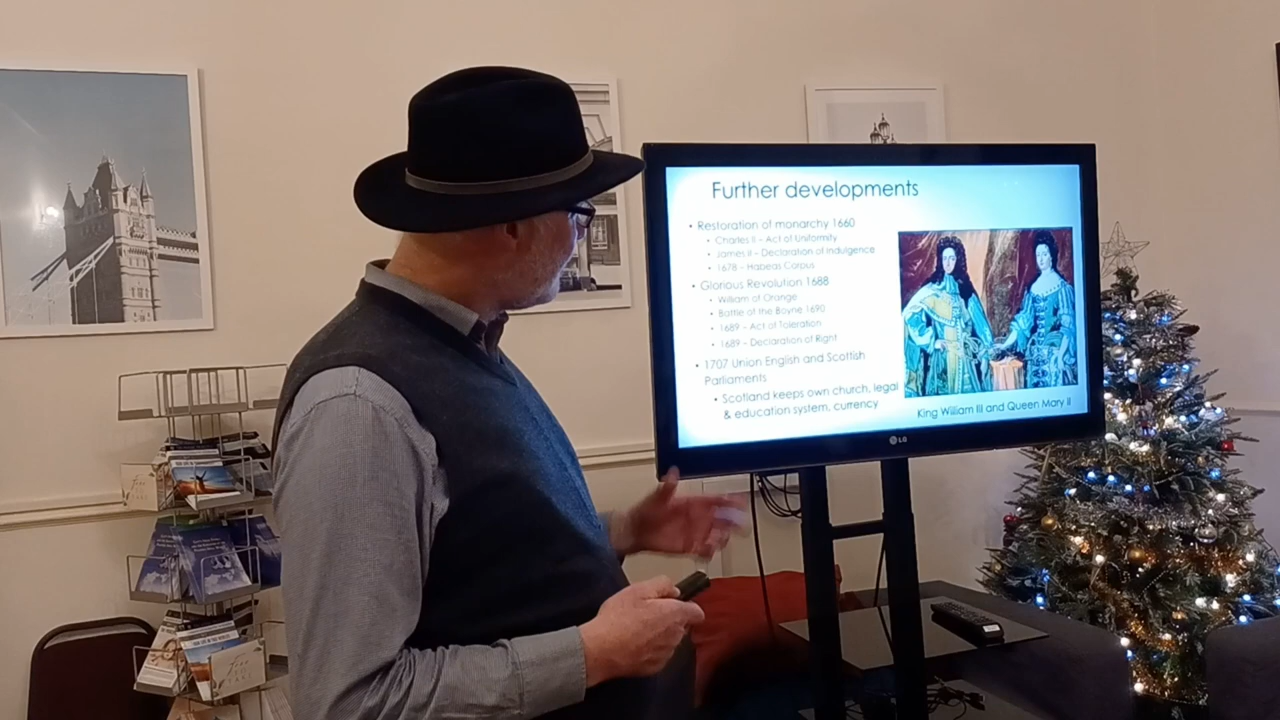 Further developments
• Restoration of monarchy 1660
• Charles II – Act of Uniformity
• James II – Declaration of Indulgence
• 1678 – Habeas Corpus
• Glorious Revolution 1688
• William of Orange
• Battle of the Boyne 1690
• 1689 – Act of Toleration
• 1689 – Declaration of Right
• 1707 Union English and Scottish
Parliaments
• Scotland keeps own church, legal
& education system, currency
King William III and Queen Mary II
LG